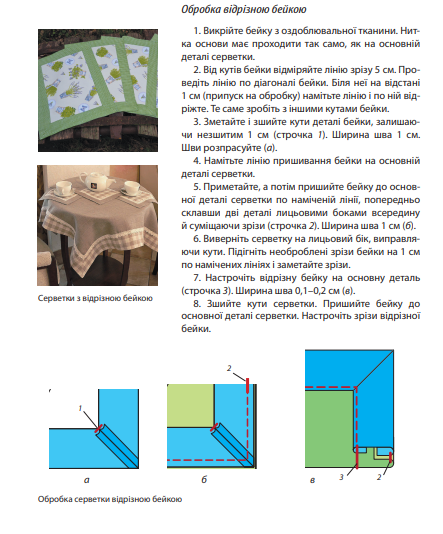 Обробка відрізною бейкою
1. Викрійте бейку з оздоблювальної тканини. Нит-
ка основи має проходити так само, як на основній
деталі серветки.
2. Від кутів бейки відміряйте лінію зрізу 5 см. Про-
ведіть лінію по діагоналі бейки. Біля неї на відстані
1 см (припуск на обробку) намітьте лінію і по ній від-
ріжте. Те саме зробіть з іншими кутами бейки.
3. Зметайте і зшийте кути деталі бейки, залишаю-
чи незшитим 1 см (строчка 1). Ширина шва 1 см.
Шви розпрасуйте (а).
4. Намітьте лінію пришивання бейки на основній
деталі серветки.
5. Приметайте, а потім пришийте бейку до основ-
ної деталі серветки по наміченій лінії, попередньо
склавши дві деталі лицьовими боками всередину
й суміщаючи зрізи (строчка 2). Ширина шва 1 см (б).
6. Виверніть серветку на лицьовий бік, виправля-
ючи кути. Підігніть необроблені зрізи бейки на 1 см
по намічених лініях і заметайте зрізи.
7. Настрочіть відрізну бейку на основну деталь
(строчка 3). Ширина шва 0,1–0,2 см (в).
8. Зшийте кути серветки. Пришийте бейку до
основної деталі серветки. Настрочіть зрізи відрізної
бейки.
Серветки з відрізною бейкою
1
а
2
б
3
2
в
Обробка серветки відрізною бейкою